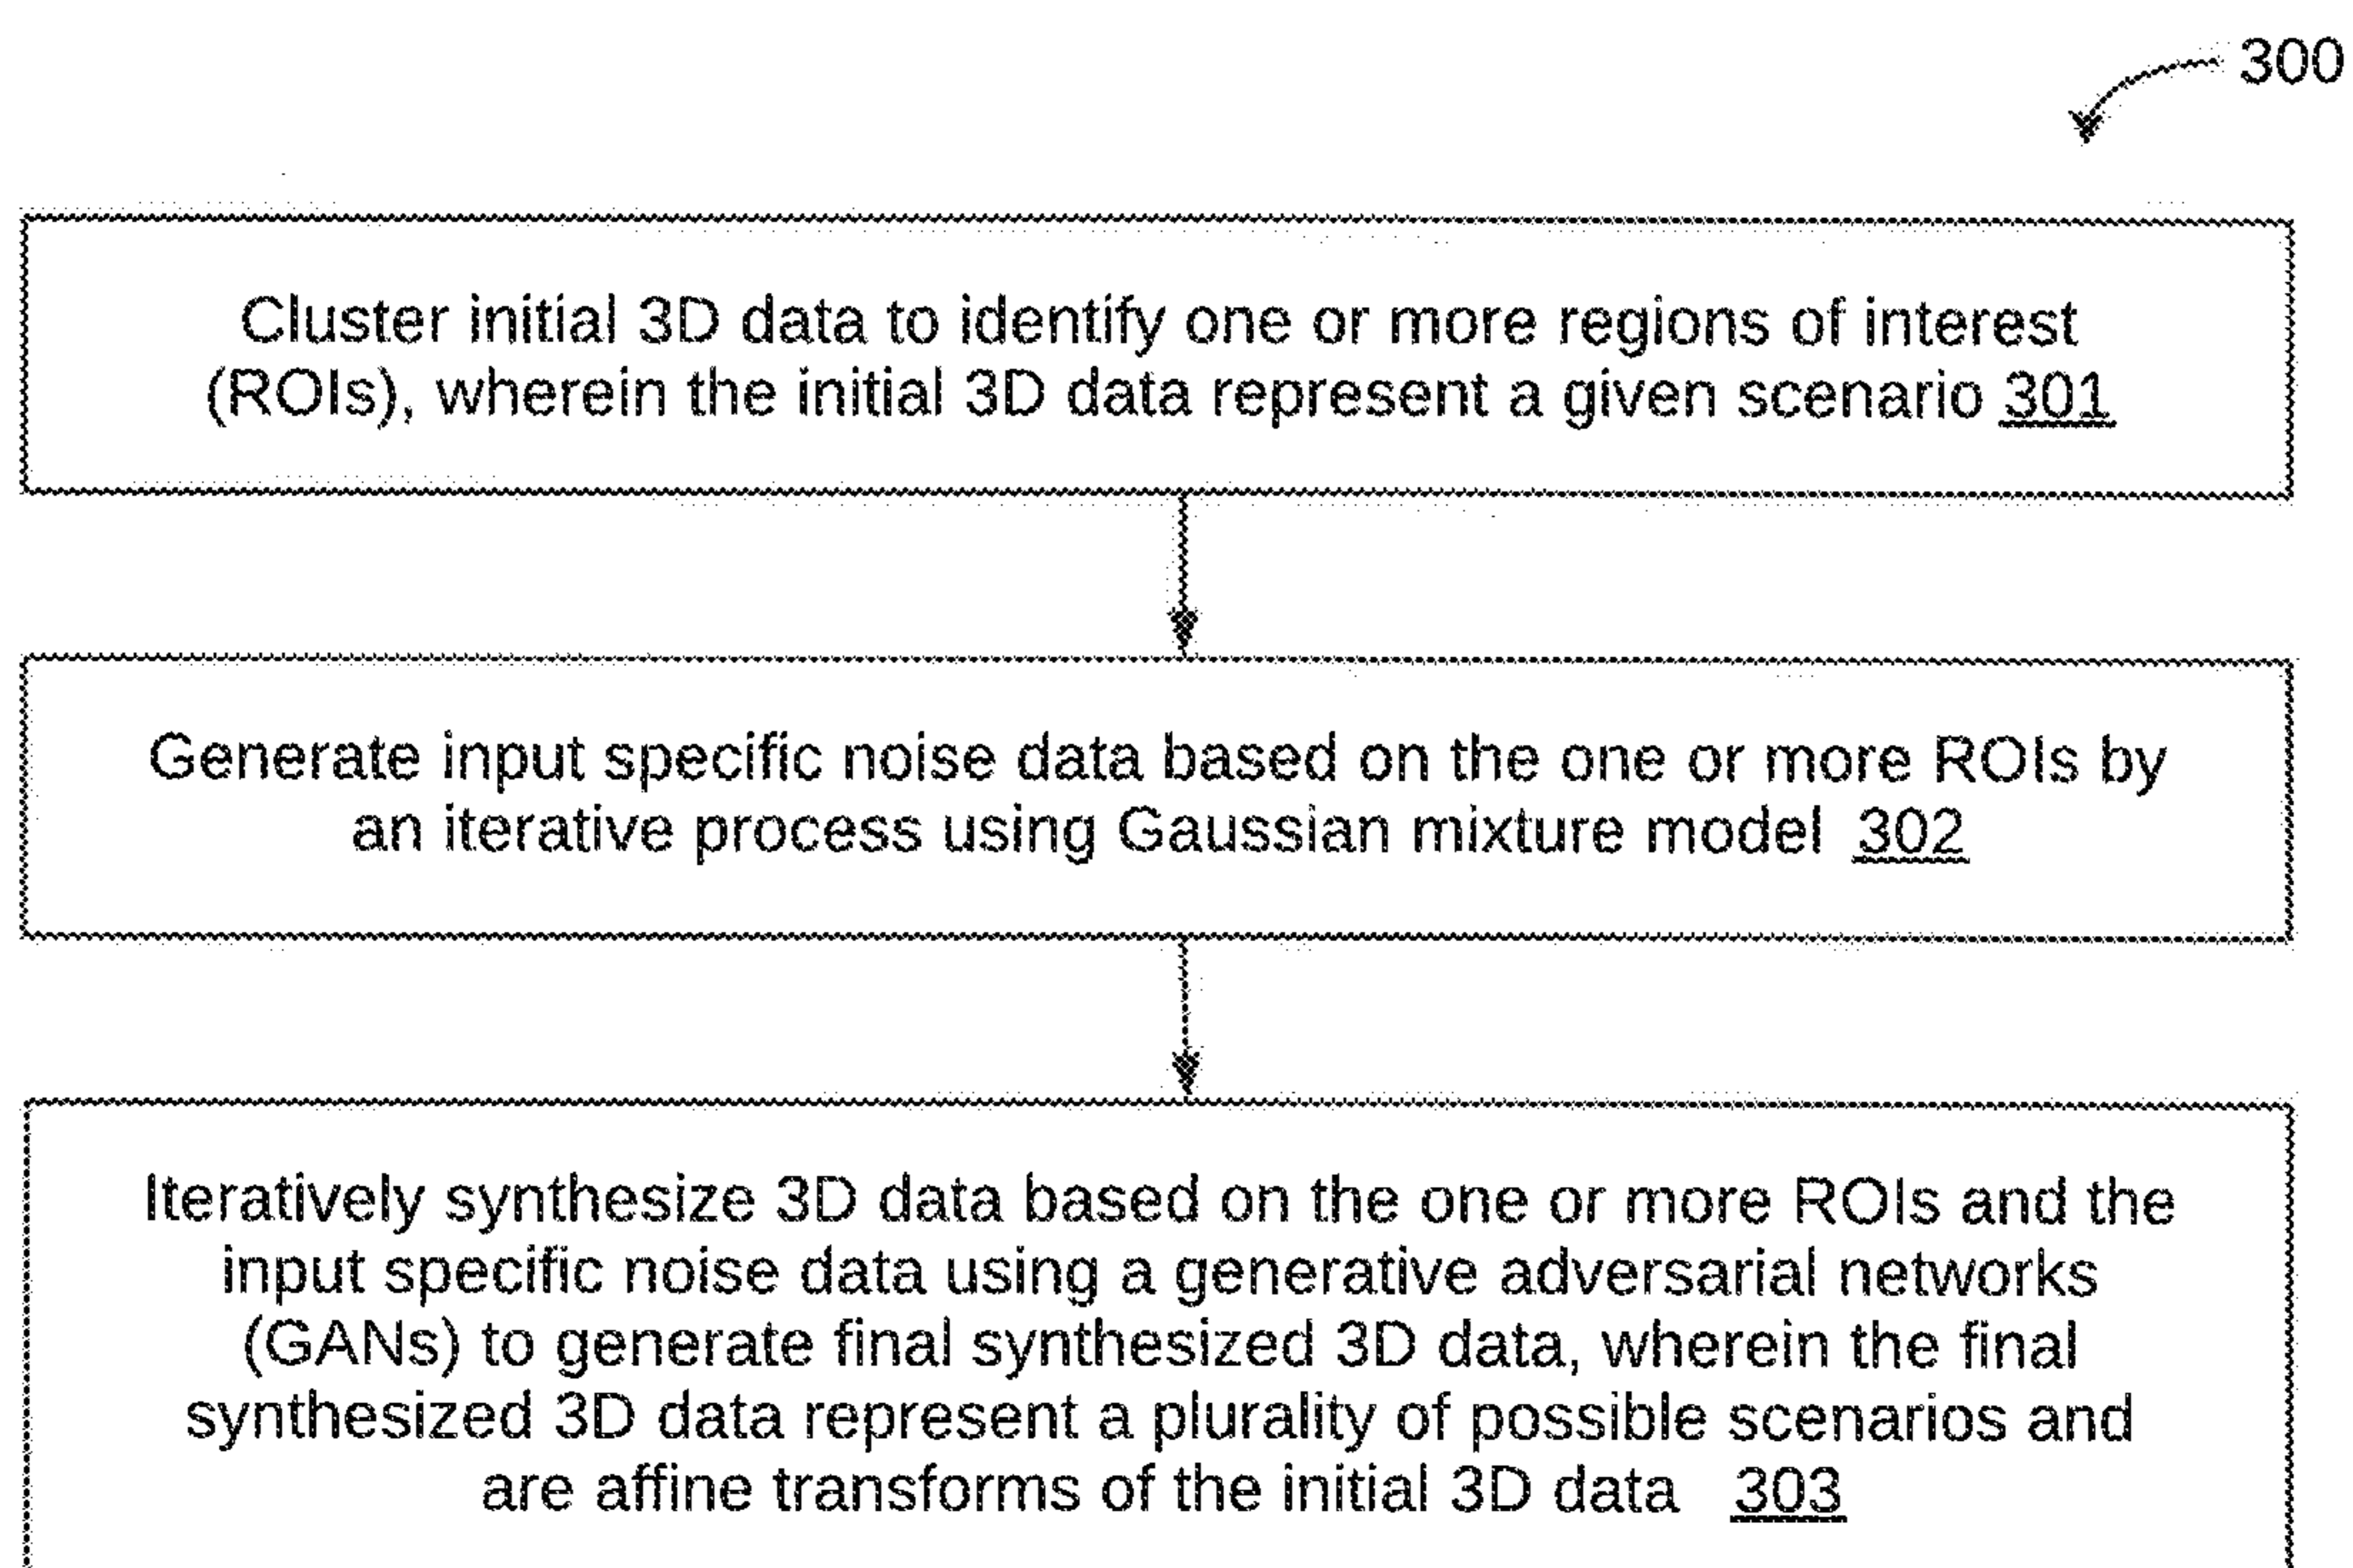 300
Cluster initial 3D data to identify one or more regions of interest
(ROIs), wherein the initial 3D data represent a given scenario 301
Generate input specific noise data based on the one or more ROIs by
an iterative process using Gaussian mixture model 302
Iteratively synthesize 3D data based on the one or more ROIs and the
input specific noise data using a generative adversarial networks
(GANs) to generate final synthesized 3D data, wherein the final
synthesized 3D data represent a plurality of possible scenarios and
are affine transforms of the initial 3D data 303